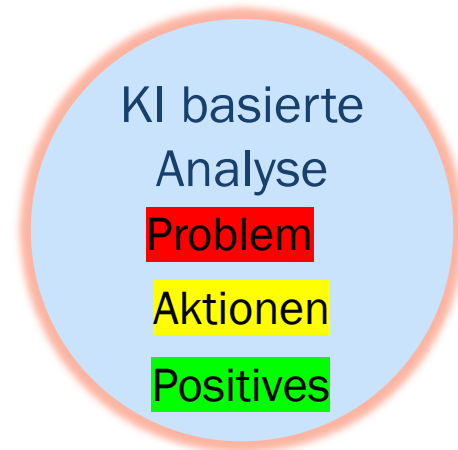 KI basierte
Analyse
Problem
Aktionen
Positives